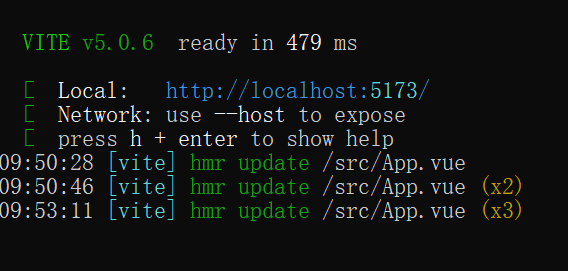 VITE v5.0.6 ready in 479 ms
[ Local: http://localhost:5173/
[ Network: use --host to expose
[ press h + enter to show help
09:50:28 [vite] hmr update /src/App.vue
09:50:46 [vite] hmr update /src/App.vue (x2)
09:53:11 [vite] hmr update /src/App.vue (x3)